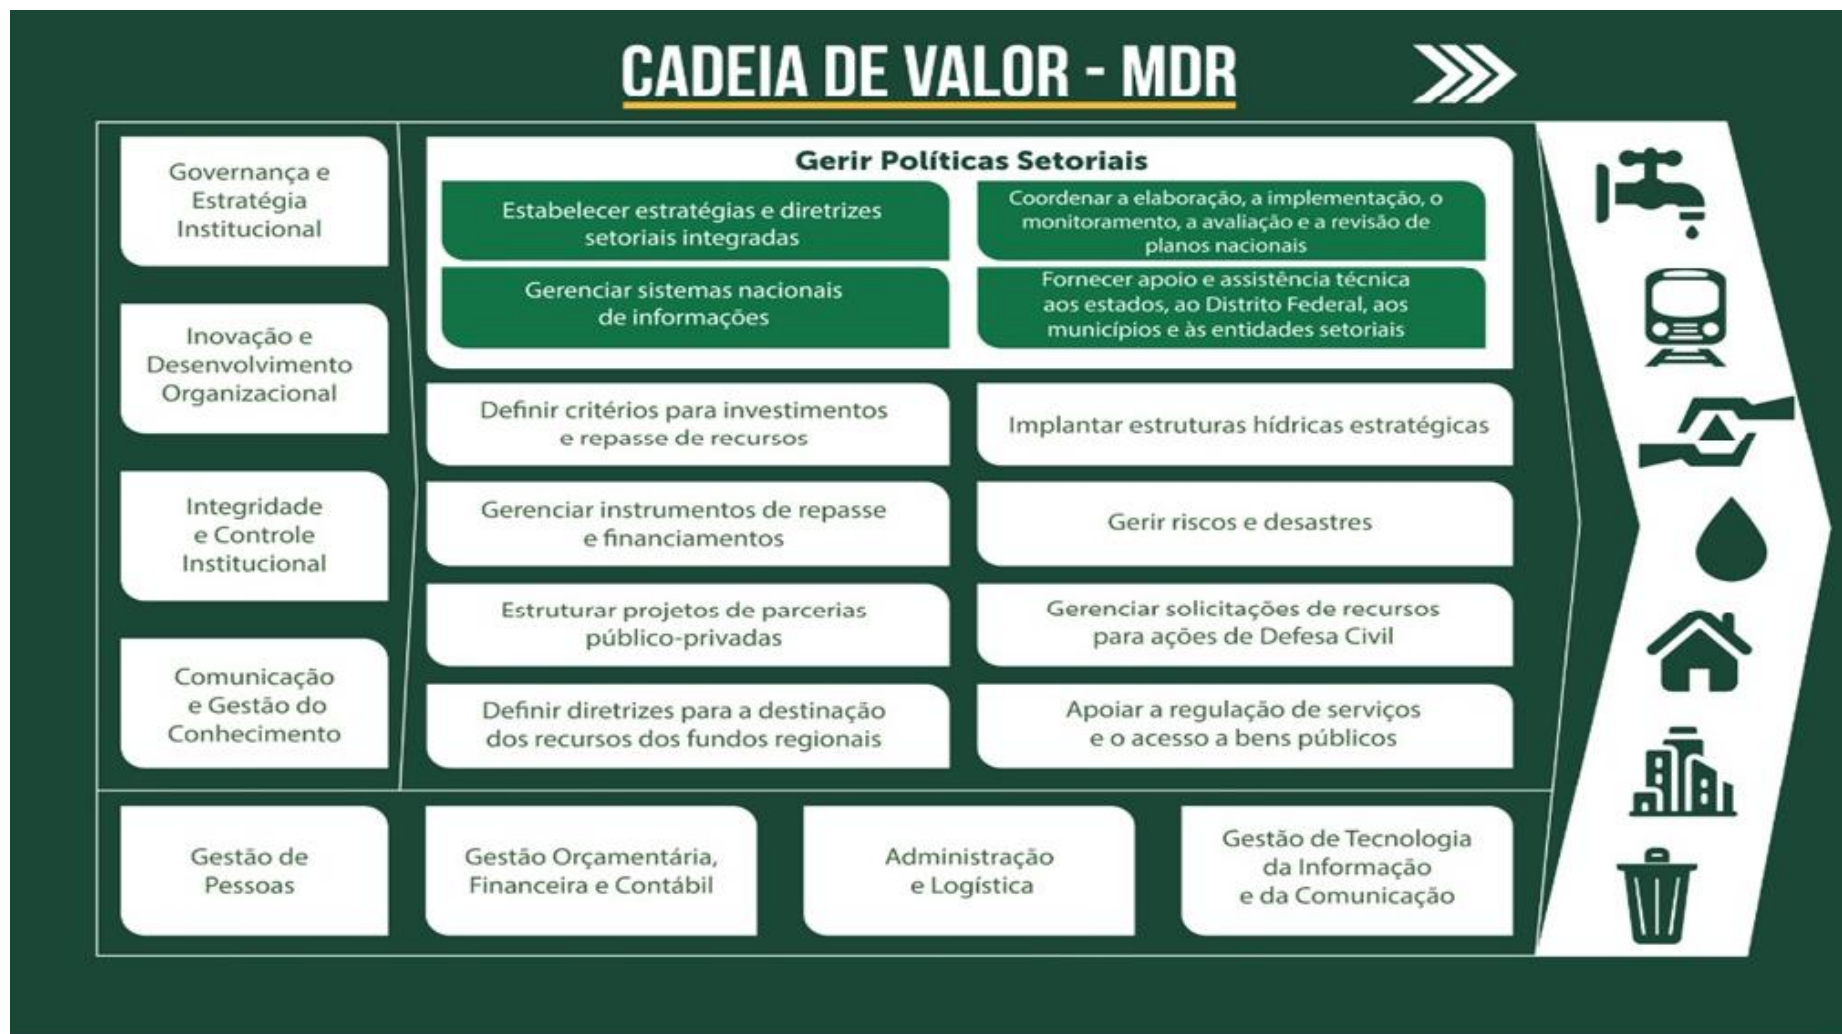 CADEIA DE VALOR - MDR
Governança e
Estratégia
Institucional
Inovação e
Desenvolvimento
Organizacional
Integridade
e Controle
Institucional
Comunicação
e Gestão do
Conhecimento
Gerir Políticas Setoriais
Estabelecer estratégias e diretrizes
setoriais integradas
Coordenar a elaboração, a implementação, o
monitoramento, a avaliação e a revisão de
planos nacionais
Gerenciar sistemas nacionais
de informações
Fornecer apoio e assistência técnica
aos estados, ao Distrito Federal, aos
municípios e às entidades setoriais
Definir critérios para investimentos
e repasse de recursos
Implantar estruturas hídricas estratégicas
Gerenciar instrumentos de repasse
e financiamentos
Gerir riscos e desastres
Estruturar projetos de parcerias
público-privadas
Gerenciar solicitações de recursos
para ações de Defesa Civil
Definir diretrizes para a destinação
dos recursos dos fundos regionais
Apoiar a regulação de serviços
e o acesso a bens públicos
Gestão de
Pessoas
Gestão Orçamentária,
Financeira e Contábil
Administração
e Logística
Gestão de Tecnologia
da Informação
e da Comunicação